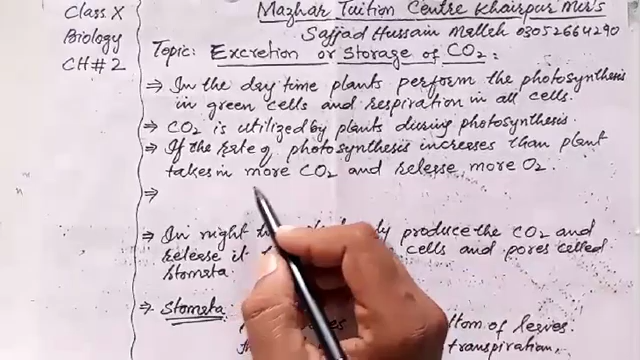 Class X
Biology
CH#2
Mazhar Tuition Centre Khairpur Mir's
Sajjad Hussain Malleh 03052664290
Topic: Excretion or Storage of CO2:
⇒ In the day time plants perform the photosynthesis
in green cells and respiration in all cells.
⇒ CO2 is utilized by plants during photosynthesis.
⇒ If the rate of photosynthesis increases than plant
takes in more CO2 and release more O2.
⇒
⇒ In night produce the CO2 and
release it cells and pores called
Stomata.
⇒ Stomata
bottom of leaves.
transpiration,